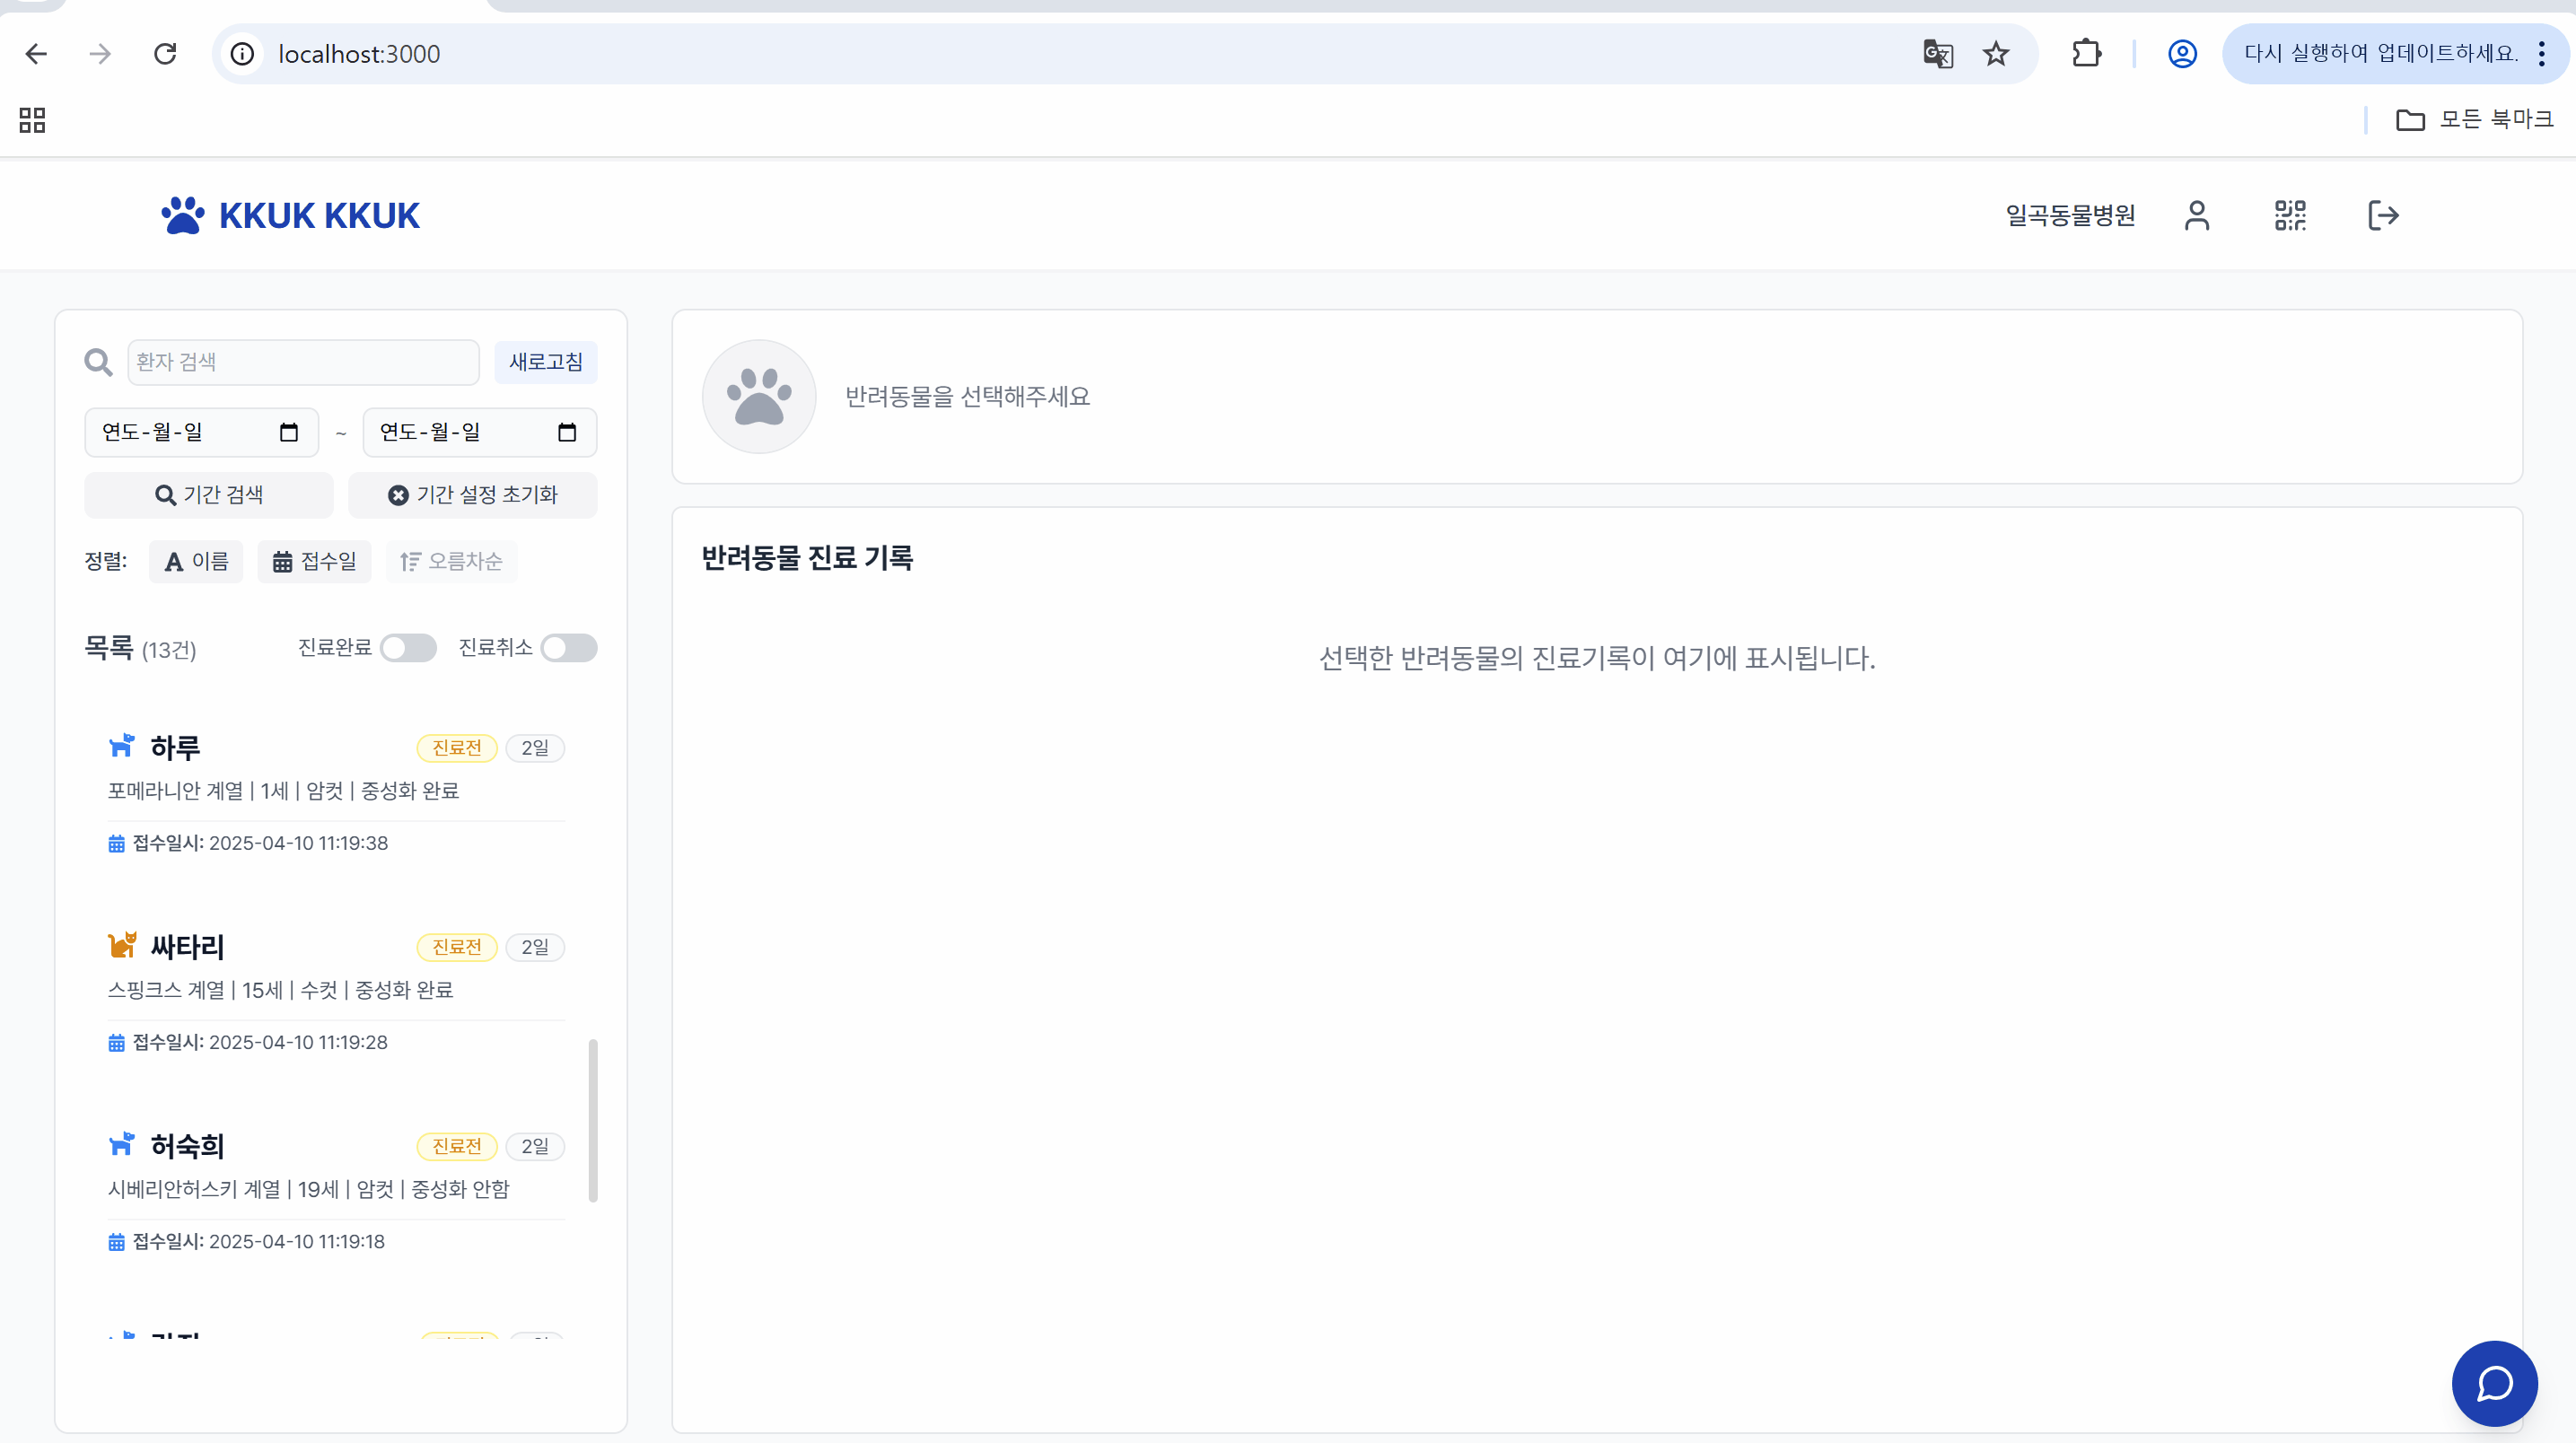 localhost:3000
다시 실행하여 업데이트하세요.
모든 북마크
KKUK KKUK
일곡동물병원
환자 검색
새로고침
연도-월-일 ~ 연도-월-일
기간 검색
기간 설정 초기화
정렬: 이름 접수일 오름차순
목록 (13건) 진료완료 진료취소
하루 진료전 2일
포메라니안 계열 | 1세 | 암컷 | 중성화 완료
접수일시: 2025-04-10 11:19:38
싸타리 진료전 2일
스핑크스 계열 | 15세 | 수컷 | 중성화 완료
접수일시: 2025-04-10 11:19:28
허숙희 진료전 2일
시베리안허스키 계열 | 19세 | 암컷 | 중성화 안함
접수일시: 2025-04-10 11:19:18
반려동물을 선택해주세요
반려동물 진료 기록
선택한 반려동물의 진료기록이 여기에 표시됩니다.